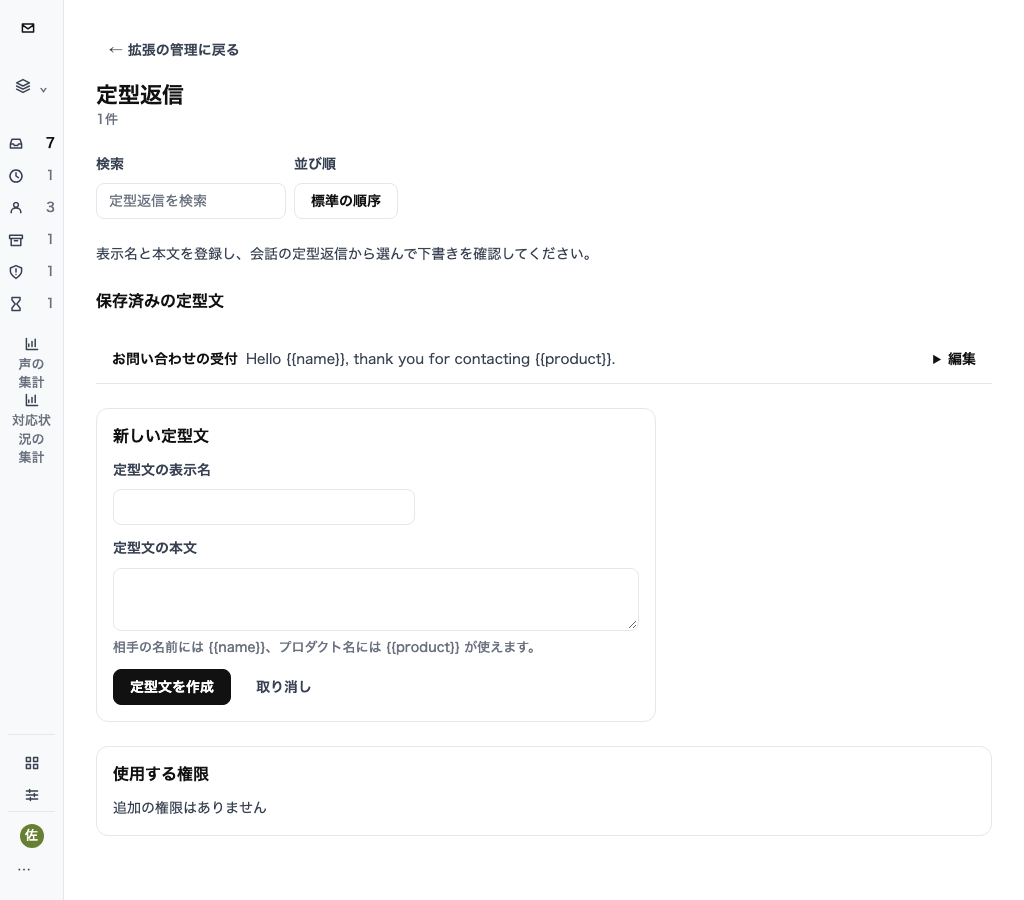 ← 拡張の管理に戻る
定型返信
1件
検索
並び順
定型返信を検索
標準の順序
表示名と本文を登録し、会話の定型返信から選んで下書きを確認してください。
保存済みの定型文
お問い合わせの受付 Hello {{name}}, thank you for contacting {{product}}.
▶ 編集
新しい定型文
定型文の表示名
定型文の本文
相手の名前には {{name}}、プロダクト名には {{product}} が使えます。
定型文を作成
取り消し
使用する権限
追加の権限はありません
7
1
3
1
1
1
声の
集計
対応状
況の
集計
佐
…